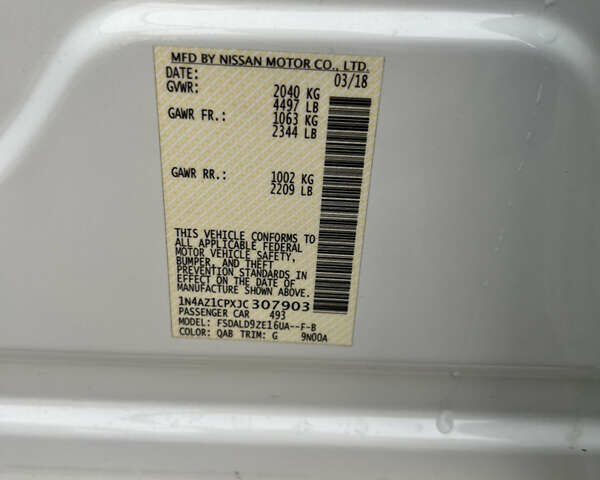 MFD BY NISSAN MOTOR CO., LTD.
DATE: 03/18
GVWR: 2040 KG
4497 LB
GAWR FR.: 1063 KG
2344 LB
GAWR RR.: 1002 KG
2209 LB
THIS VEHICLE CONFORMS TO
ALL APPLICABLE FEDERAL
MOTOR VEHICLE SAFETY,
BUMPER, AND THEFT
PREVENTION STANDARDS IN
EFFECT ON THE DATE OF
MANUFACTURE SHOWN ABOVE.
1N4AZ1CPXJC307903
PASSENGER CAR 493
MODEL: FSDALD9ZE16UA--F-B
COLOR: QAB TRIM: G 9N00A